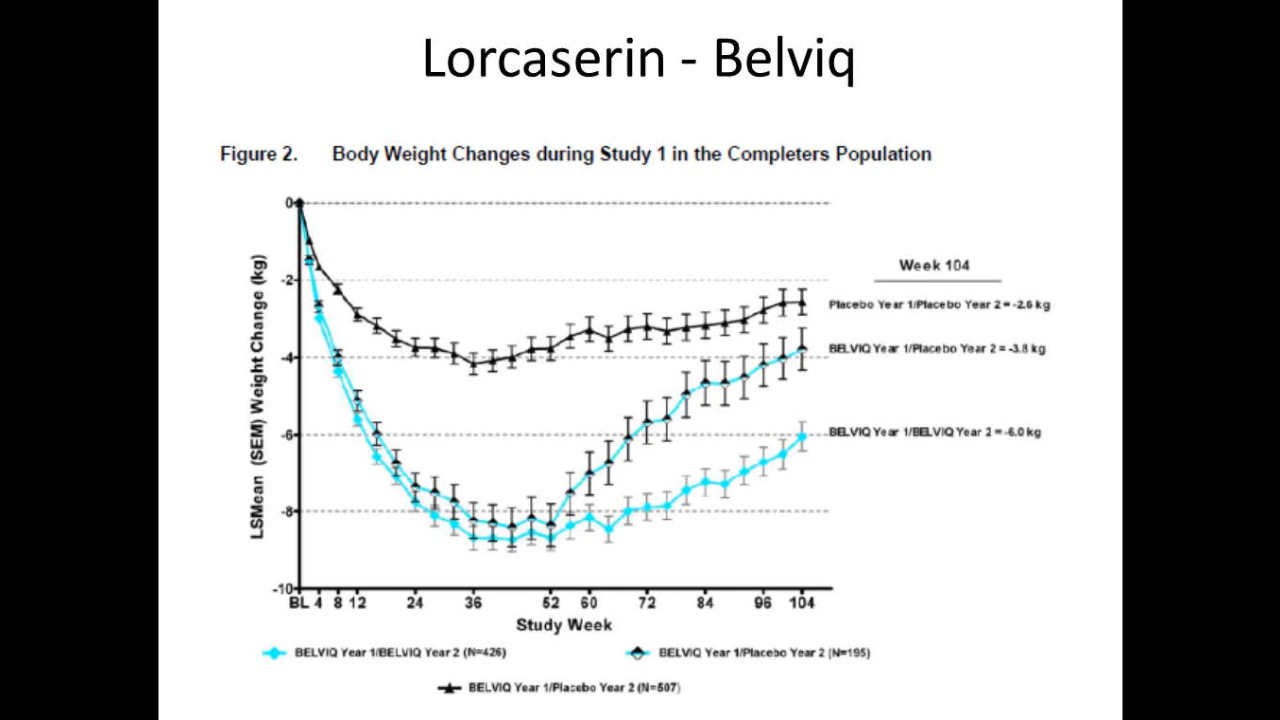 Lorcaserin - Belviq
Figure 2. Body Weight Changes during Study 1 in the Completers Population
LSMean (SEM) Weight Change (kg)
0
-2
-4
-6
-8
-10
Week 104
Placebo Year 1/Placebo Year 2 = -2.6 kg
BELVIQ Year 1/Placebo Year 2 = -3.8 kg
BELVIQ Year 1/BELVIQ Year 2 = -6.0 kg
BL 4 8 12 24 36 52 60 72 84 96 104
Study Week
BELVIQ Year 1/BELVIQ Year 2 (N=426)
BELVIQ Year 1/Placebo Year 2 (N=195)
BELVIQ Year 1/Placebo Year 2 (N=507)